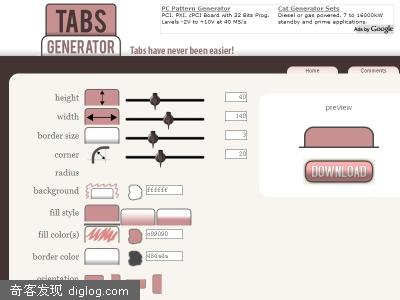 TABS
GENERATOR
Tabs have never been easier!
PC Pattern Generator
PCI, PXI, cPCI Board with 32 Bits Prog.
Levels -2V to +10V at 40 MS/s
Cat Generator Sets
Diesel or gas powered, 7 to 16000kW
standby and prime applications.
Ads by Google
Home
Comments
height
40
width
140
border size
3
corner
radius
20
background
ffffff
fill style
fill color(s)
c99090
border color
484a4a
orientation
preview
DOWNLOAD
奇客发现 diglog.com